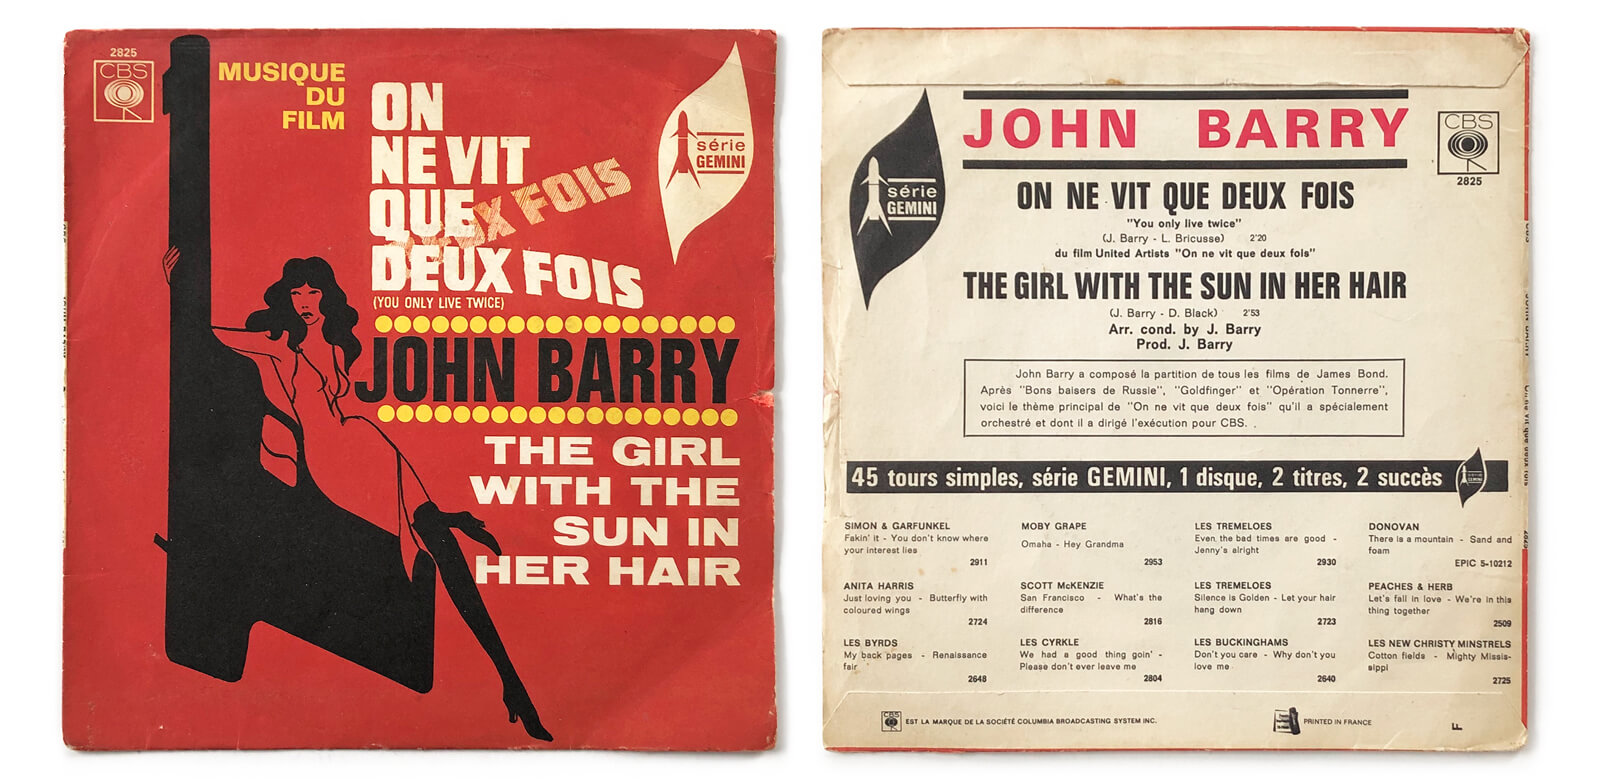 2825
CBS
MUSIQUE
DU
FILM
ON
NE VIT
QUE
DEUX FOIS
DEUX FOIS
(YOU ONLY LIVE TWICE)
série
GEMINI
JOHN BARRY
THE GIRL
WITH THE
SUN IN
HER HAIR
JOHN BARRY
CBS
2825
série
GEMINI
ON NE VIT QUE DEUX FOIS
"You only live twice"
(J. Barry - L. Bricusse) 2'20
du film United Artists "On ne vit que deux fois"
THE GIRL WITH THE SUN IN HER HAIR
(J. Barry - D. Black) 2'53
Arr. cond. by J. Barry
Prod. J. Barry
John Barry a composé la partition de tous les films de James Bond.
Après "Bons baisers de Russie", "Goldfinger" et "Opération Tonnerre",
voici le thème principal de "On ne vit que deux fois" qu'il a spécialement
orchestré et dont il a dirigé l'exécution pour CBS.
45 tours simples, série GEMINI, 1 disque, 2 titres, 2 succès
SIMON & GARFUNKEL
Fakin' it - You don't know where
your interest lies
2911
MOBY GRAPE
Omaha - Hey Grandma
2953
LES TREMELOES
Even the bad times are good -
Jenny's alright
2930
DONOVAN
There is a mountain - Sand and
foam
EPIC 5-10212
ANITA HARRIS
Just loving you - Butterfly with
coloured wings
2724
SCOTT McKENZIE
San Francisco - What's the
difference
2816
LES TREMELOES
Silence is Golden - Let your hair
hang down
2723
PEACHES & HERB
Let's fall in love - We're in this
thing together
2509
LES BYRDS
My back pages - Renaissance
fair
2648
LES CYRKLE
We had a good thing goin' -
Please don't ever leave me
2804
LES BUCKINGHAMS
Don't you care - Why don't you
love me
2640
LES NEW CHRISTY MINSTRELS
Cotton fields - Mighty Missis-
sippi
2725
CBS EST LA MARQUE DE LA SOCIÉTÉ COLUMBIA BROADCASTING SYSTEM INC.
PRINTED IN FRANCE